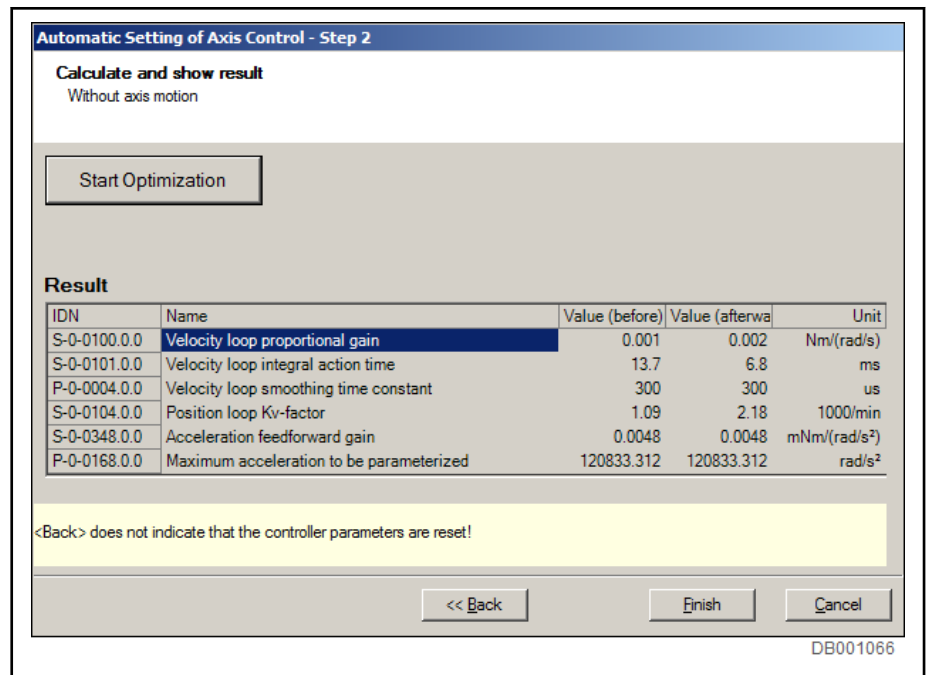 Automatic Setting of Axis Control - Step 2
Calculate and show result
Without axis motion
Start Optimization
Result
IDN Name Value (before) Value (afterwa Unit
S-0-0100.0.0 Velocity loop proportional gain 0.001 0.002 Nm/(rad/s)
S-0-0101.0.0 Velocity loop integral action time 13.7 6.8 ms
P-0-0004.0.0 Velocity loop smoothing time constant 300 300 us
S-0-0104.0.0 Position loop Kv-factor 1.09 2.18 1000/min
S-0-0348.0.0 Acceleration feedforward gain 0.0048 0.0048 mNm/(rad/s²)
P-0-0168.0.0 Maximum acceleration to be parameterized 120833.312 120833.312 rad/s²
<Back> does not indicate that the controller parameters are reset!
<< Back Finish Cancel
DB001066